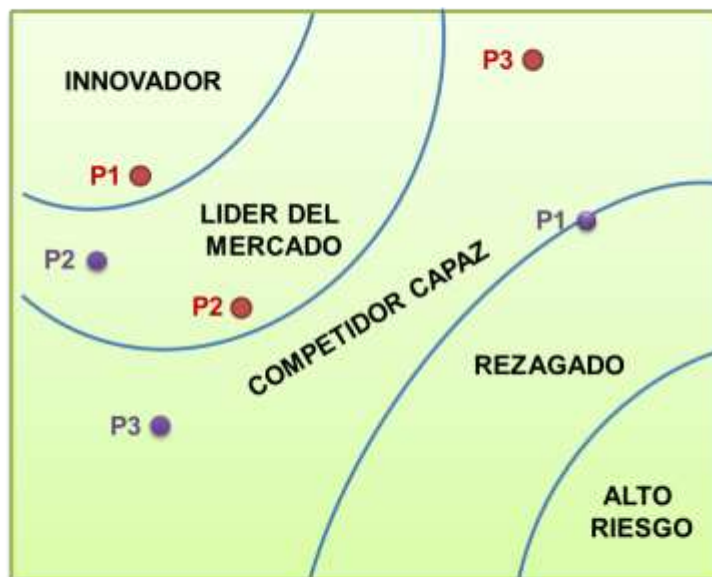 P3
INNOVADOR
P1
LIDER DEL
MERCADO
P1
P2
P2
COMPETIDOR CAPAZ
REZAGADO
P3
ALTO
RIESGO